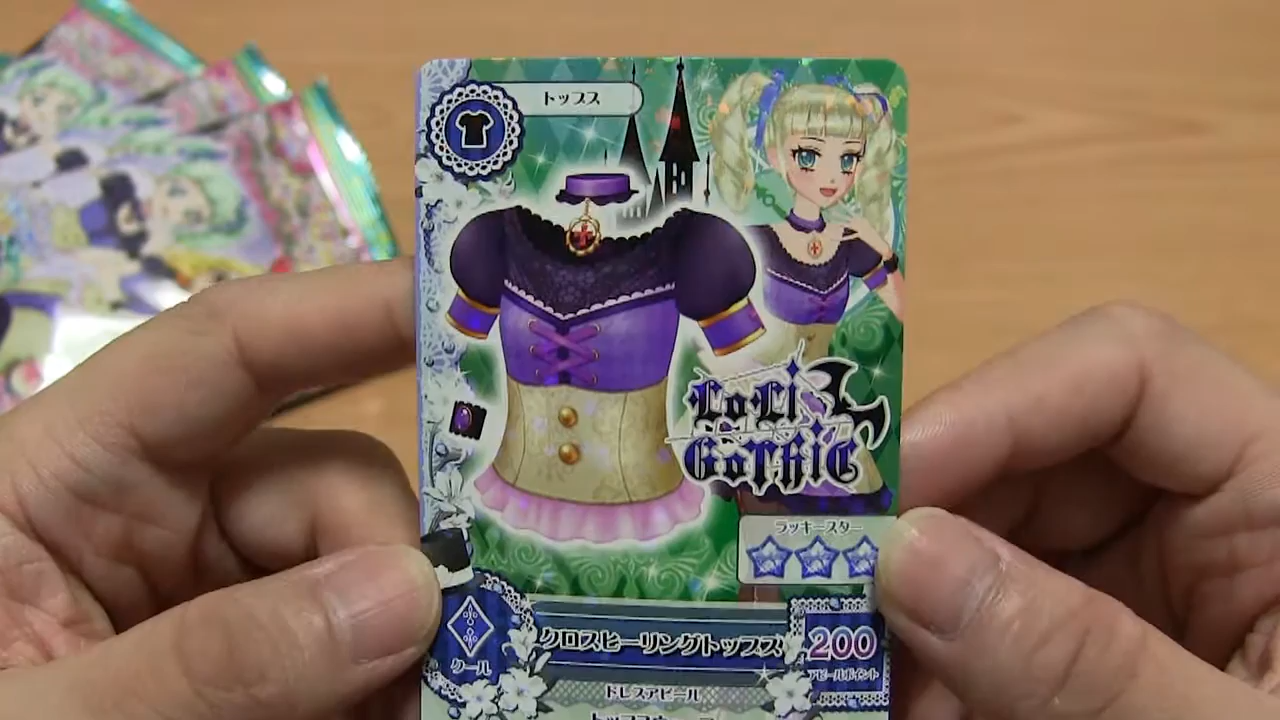 トップス
LoLi
GoThiC
ラッキースター
クロスヒーリングトップス
200
アピールポイント
クール
ドレスアピール